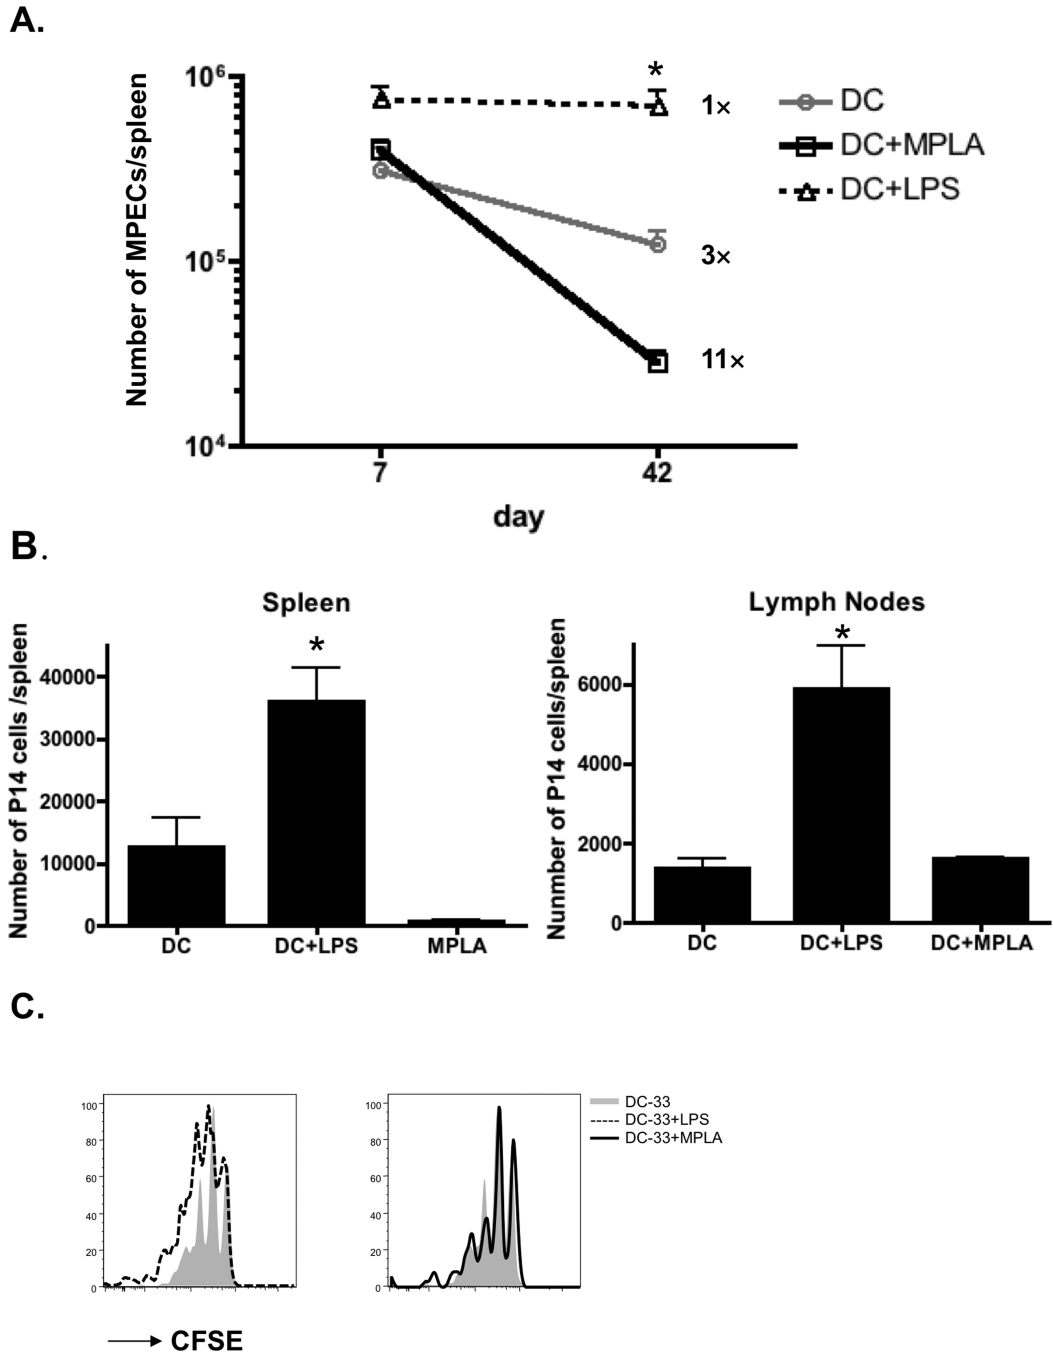 A.
Number of MPECs/spleen
10⁶
10⁵
10⁴
*
1×
3×
11×
7
42
day
DC
DC+MPLA
DC+LPS
B.
Spleen
Number of P14 cells /spleen
40000
30000
20000
10000
0
*
DC
DC+LPS
MPLA
Lymph Nodes
Nunmber of P14 cells/spleen
6000
4000
2000
0
*
DC
DC+LPS
DC+MPLA
C.
100
80
60
40
20
0
100
80
60
40
20
0
DC-33
DC-33+LPS
DC-33+MPLA
CFSE